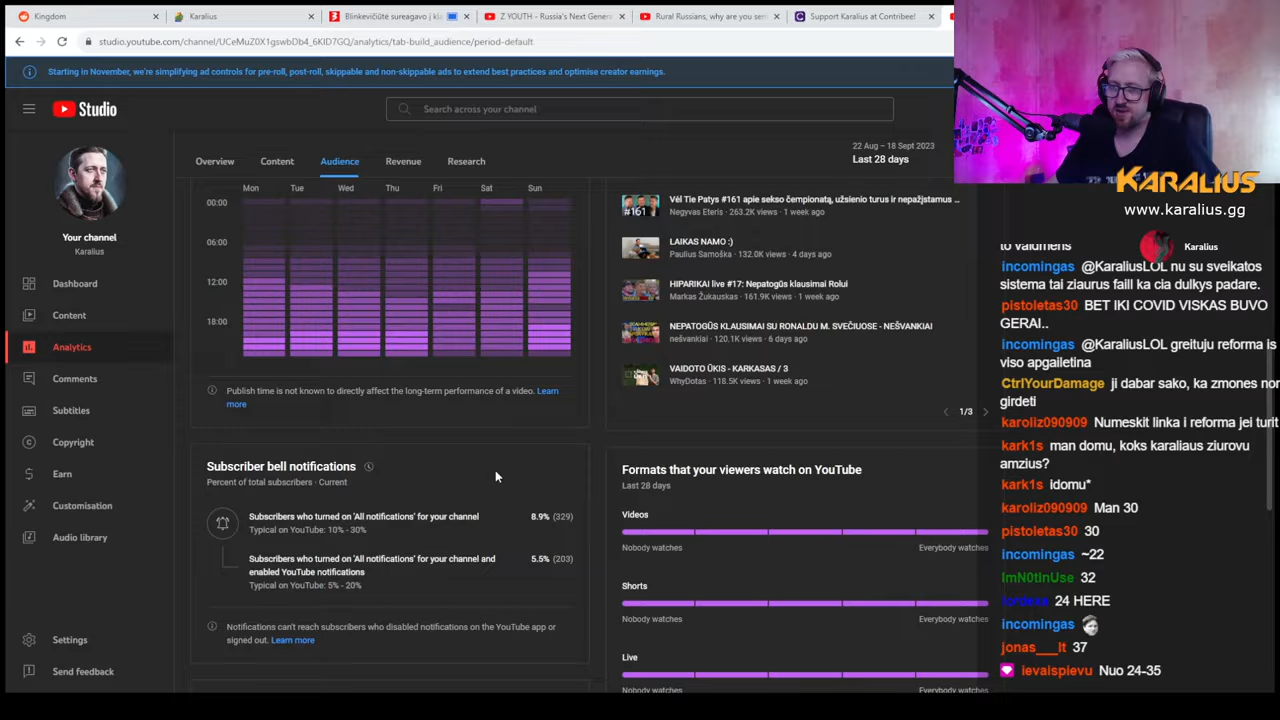 Kingdom
Karalius
Blinkevičiūtė sureagavo į kla
Z YOUTH - Russia's Next Gener
Rural Russians, why are you sen
Support Karalius at Contribee!
studio.youtube.com/channel/UCeMuZ0X1gswbDb4_6KID7GQ/analytics/tab-build_audience/period-default
Starting in November, we're simplifying ad controls for pre-roll, post-roll, skippable and non-skippable ads to extend best practices and optimise creator earnings.
Studio
Search across your channel
Your channel
Karalius
Dashboard
Content
Analytics
Comments
Subtitles
Copyright
Earn
Customisation
Audio library
Settings
Send feedback
Overview
Content
Audience
Revenue
Research
22 Aug – 18 Sept 2023
Last 28 days
Mon Tue Wed Thu Fri Sat Sun
00:00
06:00
12:00
18:00
Publish time is not known to directly affect the long-term performance of a video. Learn
more
#161
Vėl Tie Patys #161 apie sekso čempionatą, užsienio turus ir nepažįstamus ...
Negyvas Eteris · 263.2K views · 1 week ago
LAIKAS NAMO :)
Paulius Samoška · 132.0K views · 4 days ago
HIPARIKAI live #17: Nepatogūs klausimai Rolui
Markas Žukauskas · 161.9K views · 1 week ago
NEPATOGŪS KLAUSIMAI SU RONALDU M. SVEČIUOSE - NEŠVANKIAI
nešvankiai · 120.1K views · 6 days ago
VAIDOTO ŪKIS - KARKASAS / 3
WhyDotas · 118.5K views · 1 week ago
1/3
Subscriber bell notifications
Percent of total subscribers · Current
Subscribers who turned on 'All notifications' for your channel
8.9% (329)
Typical on YouTube: 10% - 30%
Subscribers who turned on 'All notifications' for your channel and
enabled YouTube notifications
5.5% (203)
Typical on YouTube: 5% - 20%
Notifications can't reach subscribers who disabled notifications on the YouTube app or
signed out. Learn more
Formats that your viewers watch on YouTube
Last 28 days
Videos
Nobody watches
Everybody watches
Shorts
Nobody watches
Everybody watches
Live
Nobody watches
Everybody watches
KARALIUS
www.karalius.gg
Karalius
to valdmens
incomingas @KaraliusLOL nu su sveikatos
sistema tai ziaurus faill ka cia dulkys padare.
pistoletas30 BET IKI COVID VISKAS BUVO
GERAI..
incomingas @KaraliusLOL greituju reforma is
viso apgailetina
CtrlYourDamage ji dabar sako, ka zmones nor
girdeti
karoliz090909 Numeskit linka i reforma jei turit
kark1s man domu, koks karaliaus ziurovu
amzius?
kark1s idomu*
karoliz090909 Man 30
pistoletas30 30
incomingas ~22
ImN0tInUse 32
24 HERE
incomingas
jonas___lt 37
ievaispievu Nuo 24-35